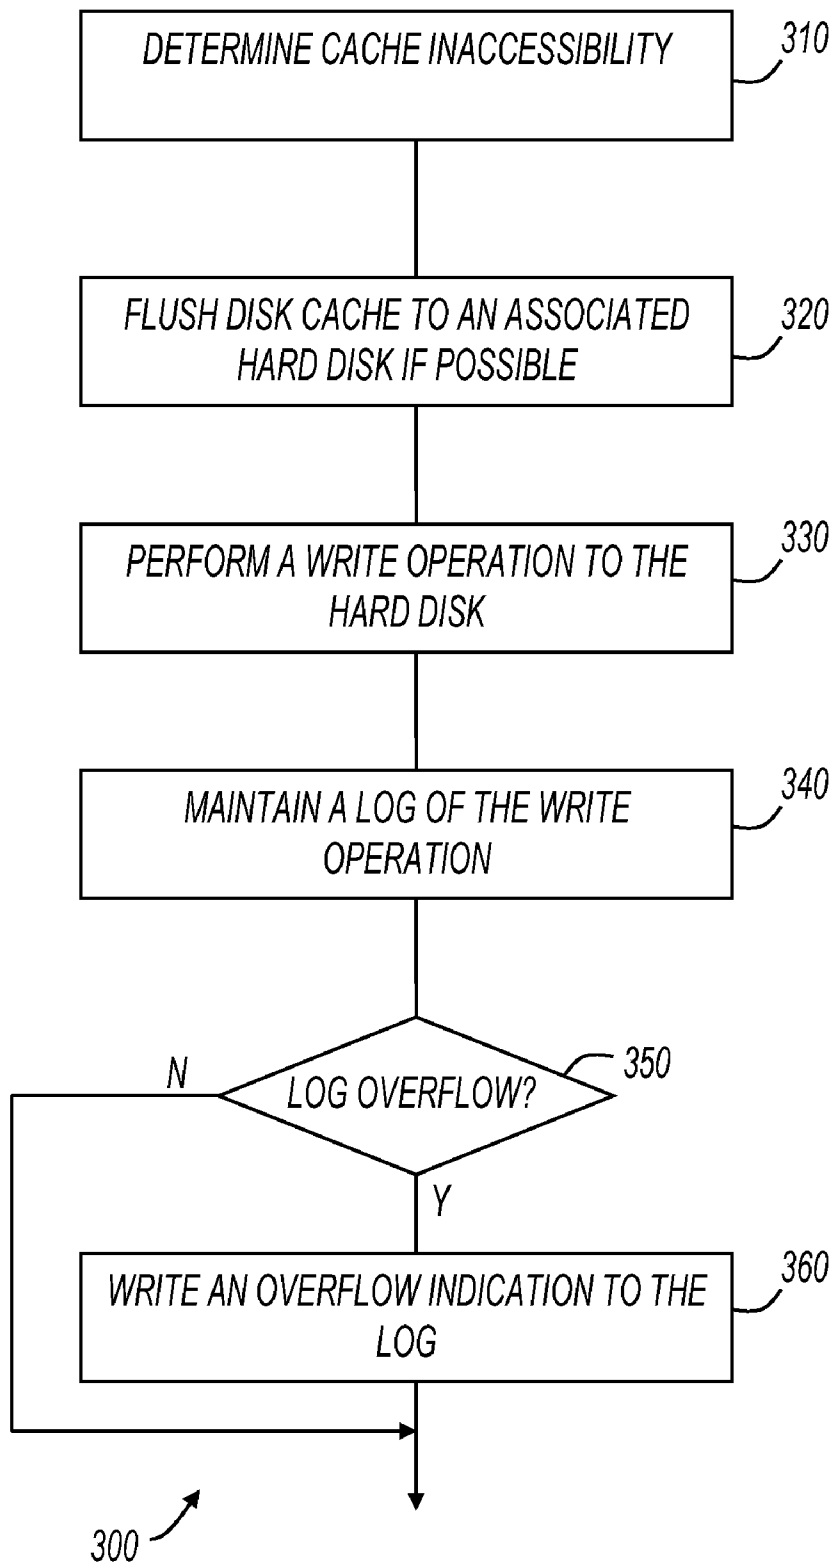 DETERMINE CACHE INACCESSIBILITY
310
FLUSH DISK CACHE TO AN ASSOCIATED
HARD DISK IF POSSIBLE
320
PERFORM A WRITE OPERATION TO THE
HARD DISK
330
MAINTAIN A LOG OF THE WRITE
OPERATION
340
N
LOG OVERFLOW?
350
Y
WRITE AN OVERFLOW INDICATION TO THE
LOG
360
300